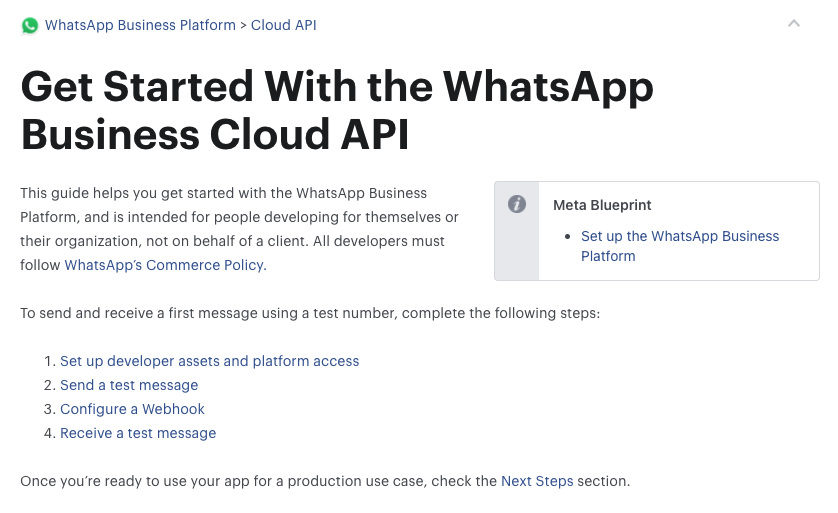 WhatsApp Business Platform > Cloud API
Get Started With the WhatsApp
Business Cloud API
This guide helps you get started with the WhatsApp Business
Platform, and is intended for people developing for themselves or
their organization, not on behalf of a client. All developers must
follow WhatsApp’s Commerce Policy.
Meta Blueprint
• Set up the WhatsApp Business
Platform
To send and receive a first message using a test number, complete the following steps:
1. Set up developer assets and platform access
2. Send a test message
3. Configure a Webhook
4. Receive a test message
Once you’re ready to use your app for a production use case, check the Next Steps section.